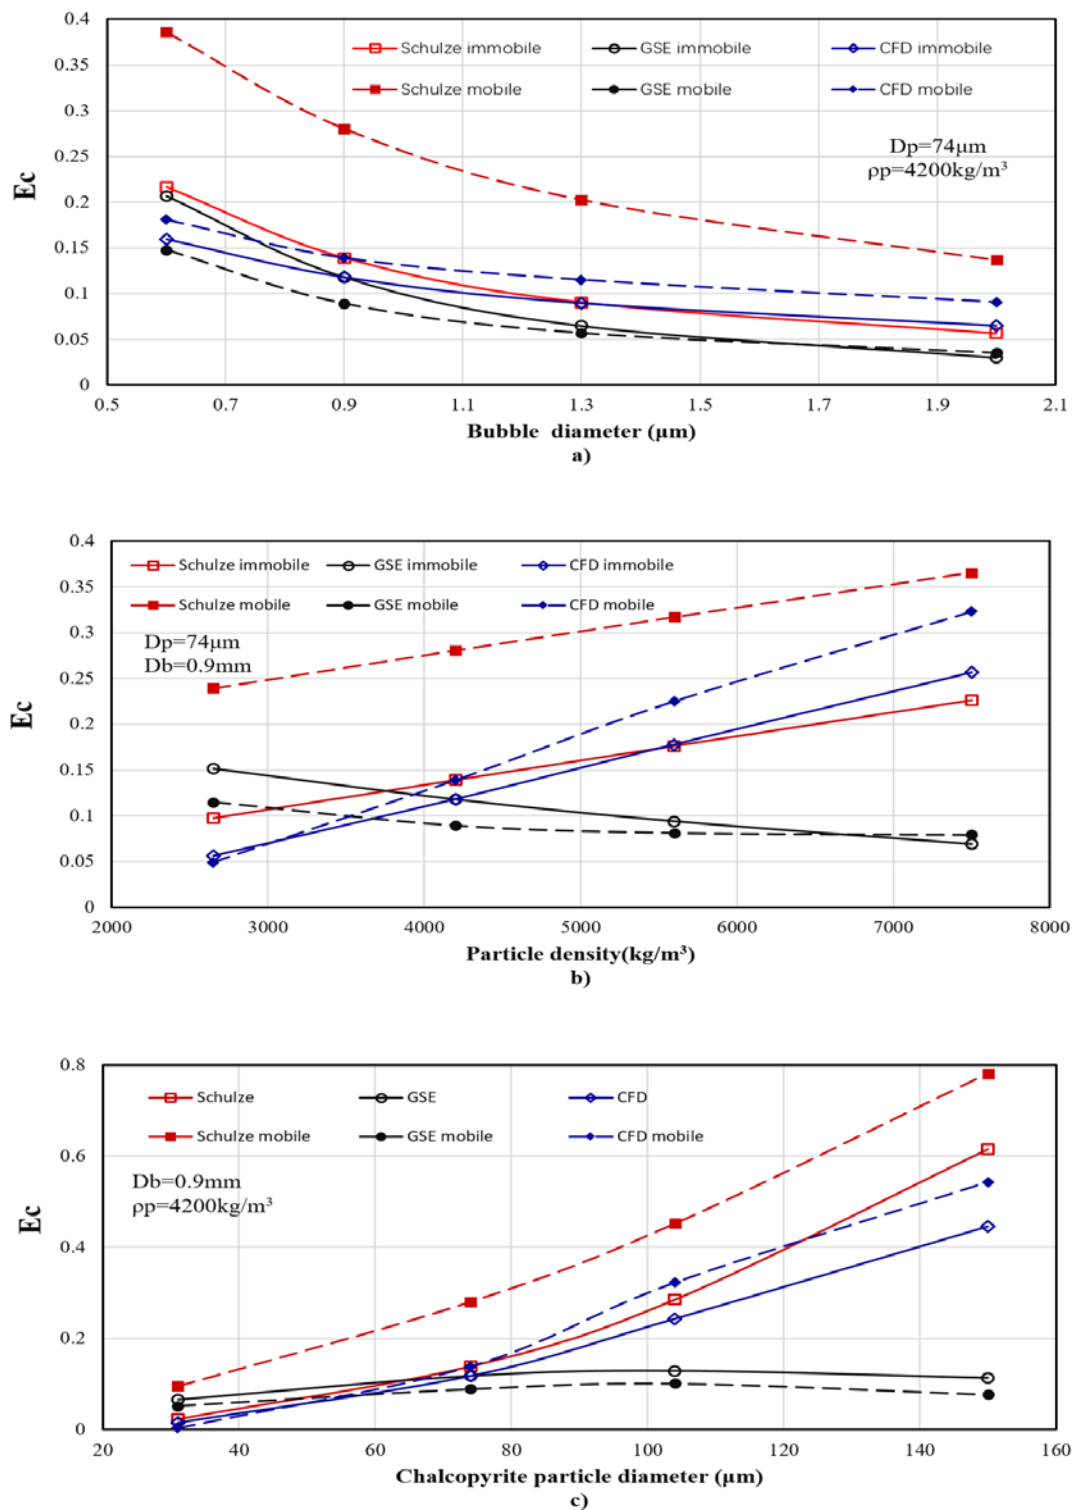 0.4
0.35
0.3
0.25
0.2
0.15
0.1
0.05
0
Ec
Schulze immobile GSE immobile CFD immobile
Schulze mobile GSE mobile CFD mobile
Dp=74μm
ρp=4200kg/m³
0.5 0.7 0.9 1.1 1.3 1.5 1.7 1.9 2.1
Bubble diameter (μm)
a)
0.4
0.35
0.3
0.25
0.2
0.15
0.1
0.05
0
Ec
Schulze immobile GSE immobile CFD immobile
Schulze mobile GSE mobile CFD mobile
Dp=74μm
Db=0.9mm
2000 3000 4000 5000 6000 7000 8000
Particle density(kg/m³)
b)
0.8
0.6
0.4
0.2
0
Ec
Schulze GSE CFD
Schulze mobile GSE mobile CFD mobile
Db=0.9mm
ρp=4200kg/m³
20 40 60 80 100 120 140 160
Chalcopyrite particle diameter (μm)
c)